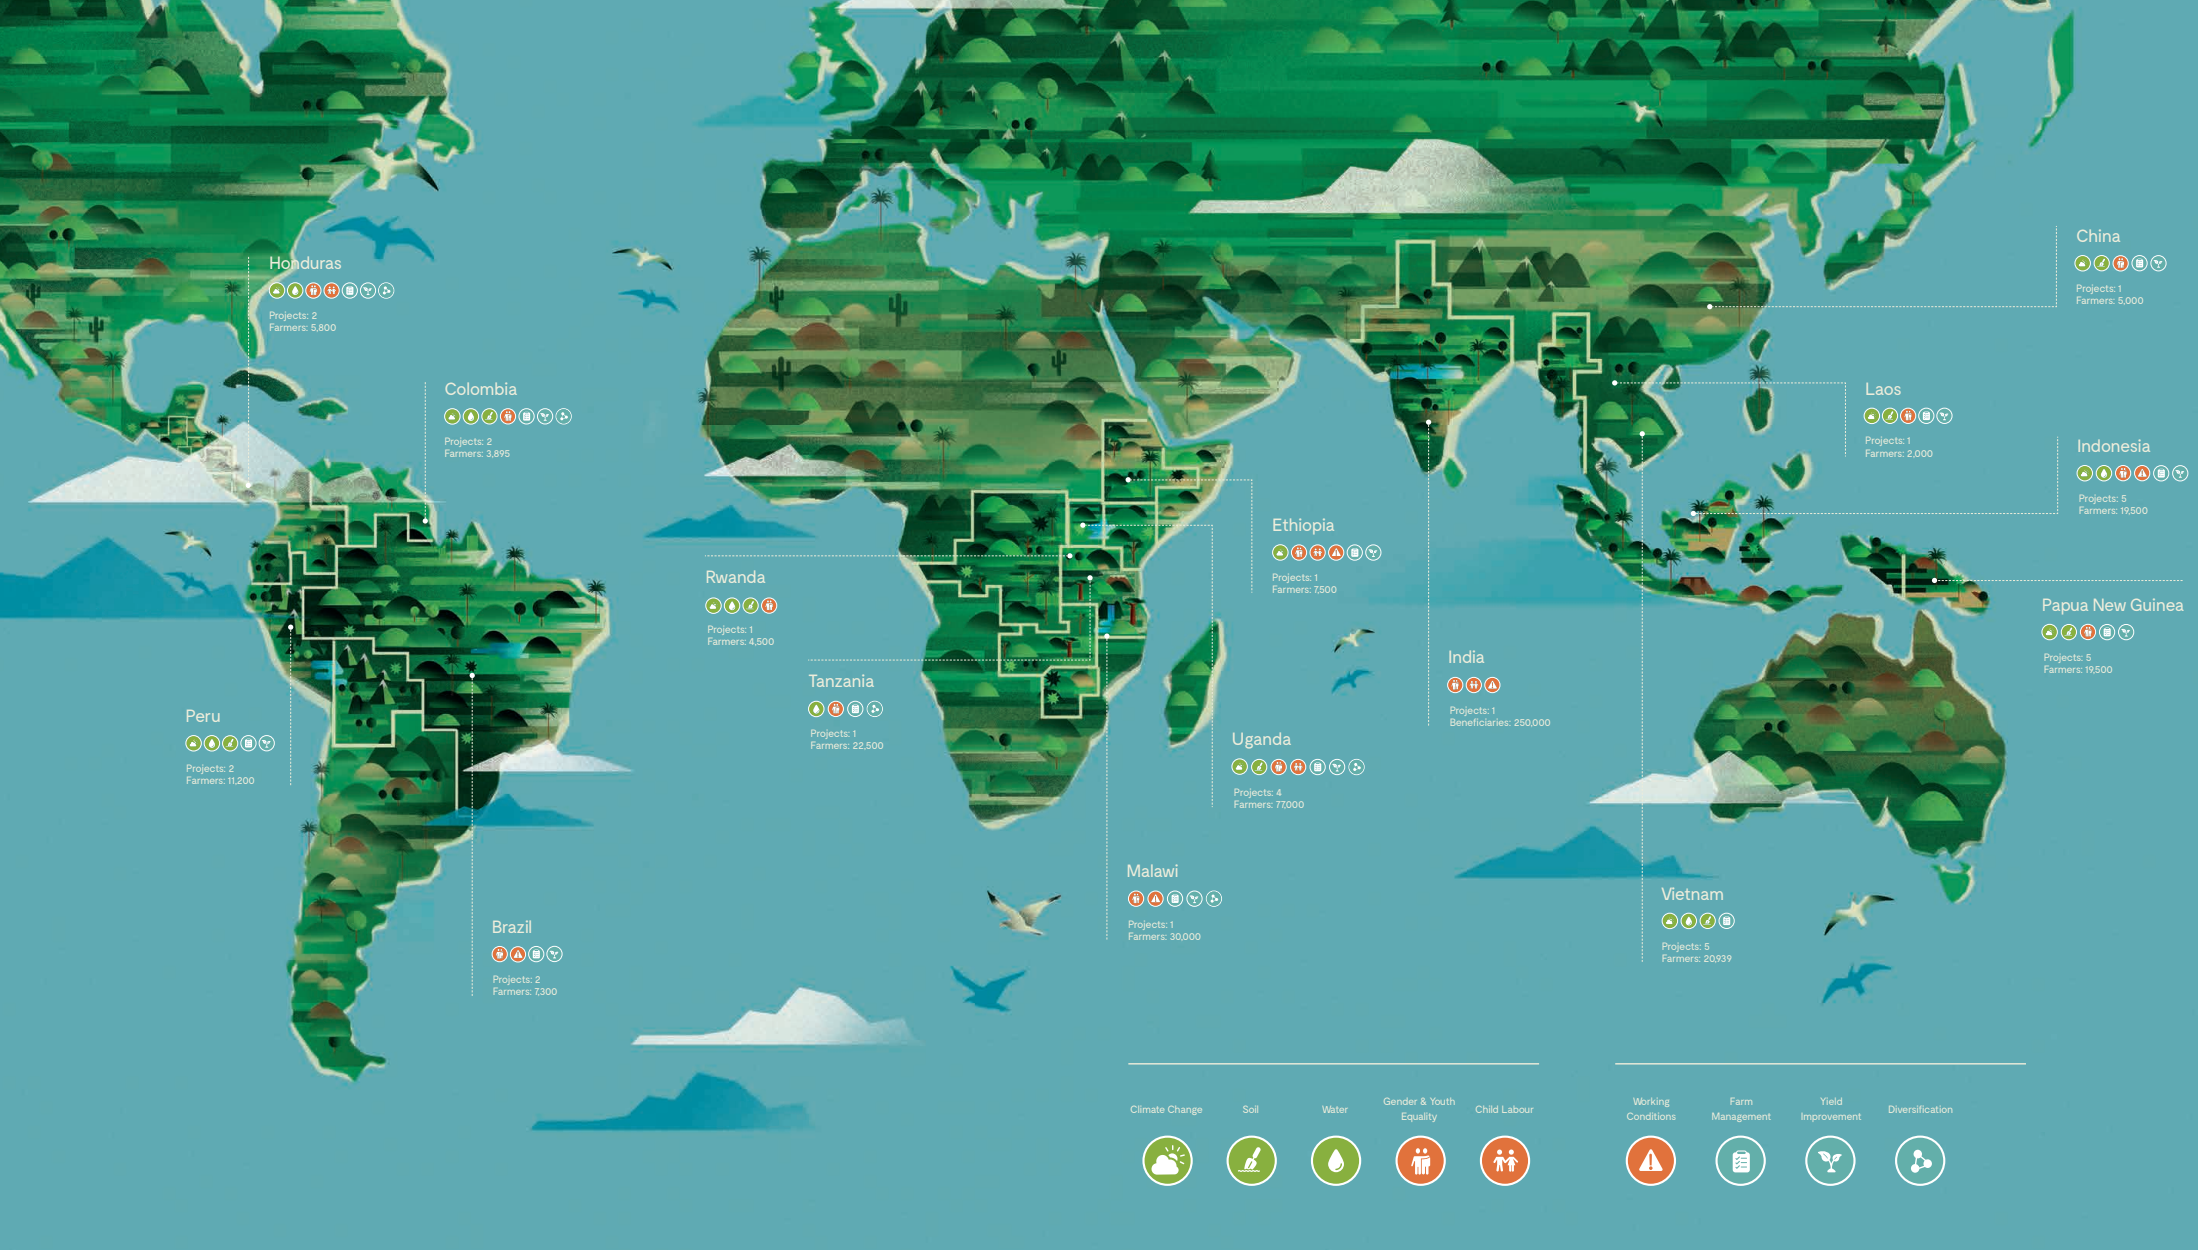 Honduras
Projects: 2
Farmers: 5,800
Colombia
Projects: 2
Farmers: 3,895
Peru
Projects: 2
Farmers: 11,200
Brazil
Projects: 2
Farmers: 7,300
Rwanda
Projects: 1
Farmers: 4,500
Tanzania
Projects: 1
Farmers: 22,500
Ethiopia
Projects: 1
Farmers: 7,500
Uganda
Projects: 4
Farmers: 77,000
Malawi
Projects: 1
Farmers: 30,000
India
Projects: 1
Beneficiaries: 250,000
China
Projects: 1
Farmers: 5,000
Laos
Projects: 1
Farmers: 2,000
Indonesia
Projects: 5
Farmers: 19,500
Papua New Guinea
Projects: 5
Farmers: 19,500
Vietnam
Projects: 5
Farmers: 20,939
Climate Change
Soil
Water
Gender & Youth
Equality
Child Labour
Working
Conditions
Farm
Management
Yield
Improvement
Diversification